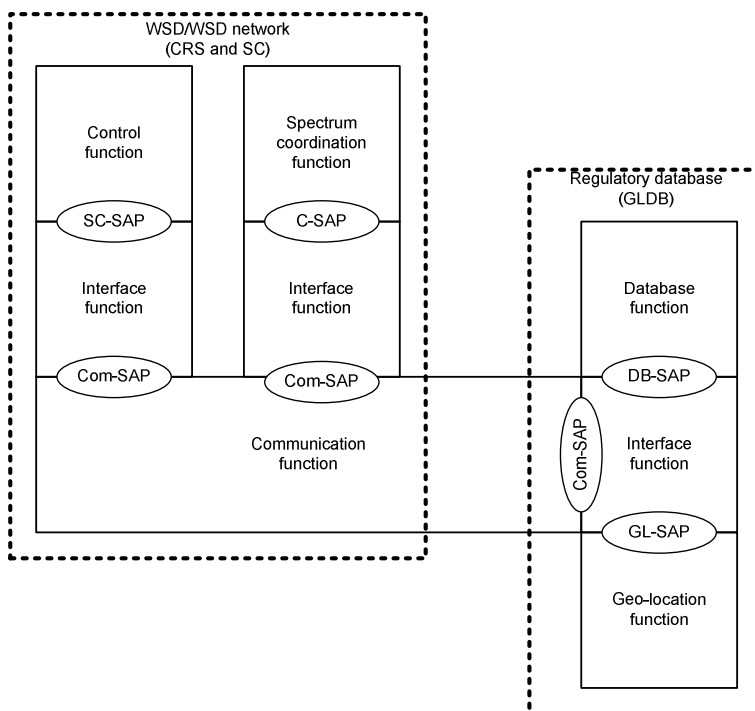 WSD/WSD network
(CRS and SC)
Control
function
Spectrum
coordination
function
SC-SAP
C-SAP
Interface
function
Interface
function
Com-SAP
Com-SAP
Communication
function
Regulatory database
(GLDB)
Database
function
DB-SAP
Com-SAP
Interface
function
GL-SAP
Geo-location
function